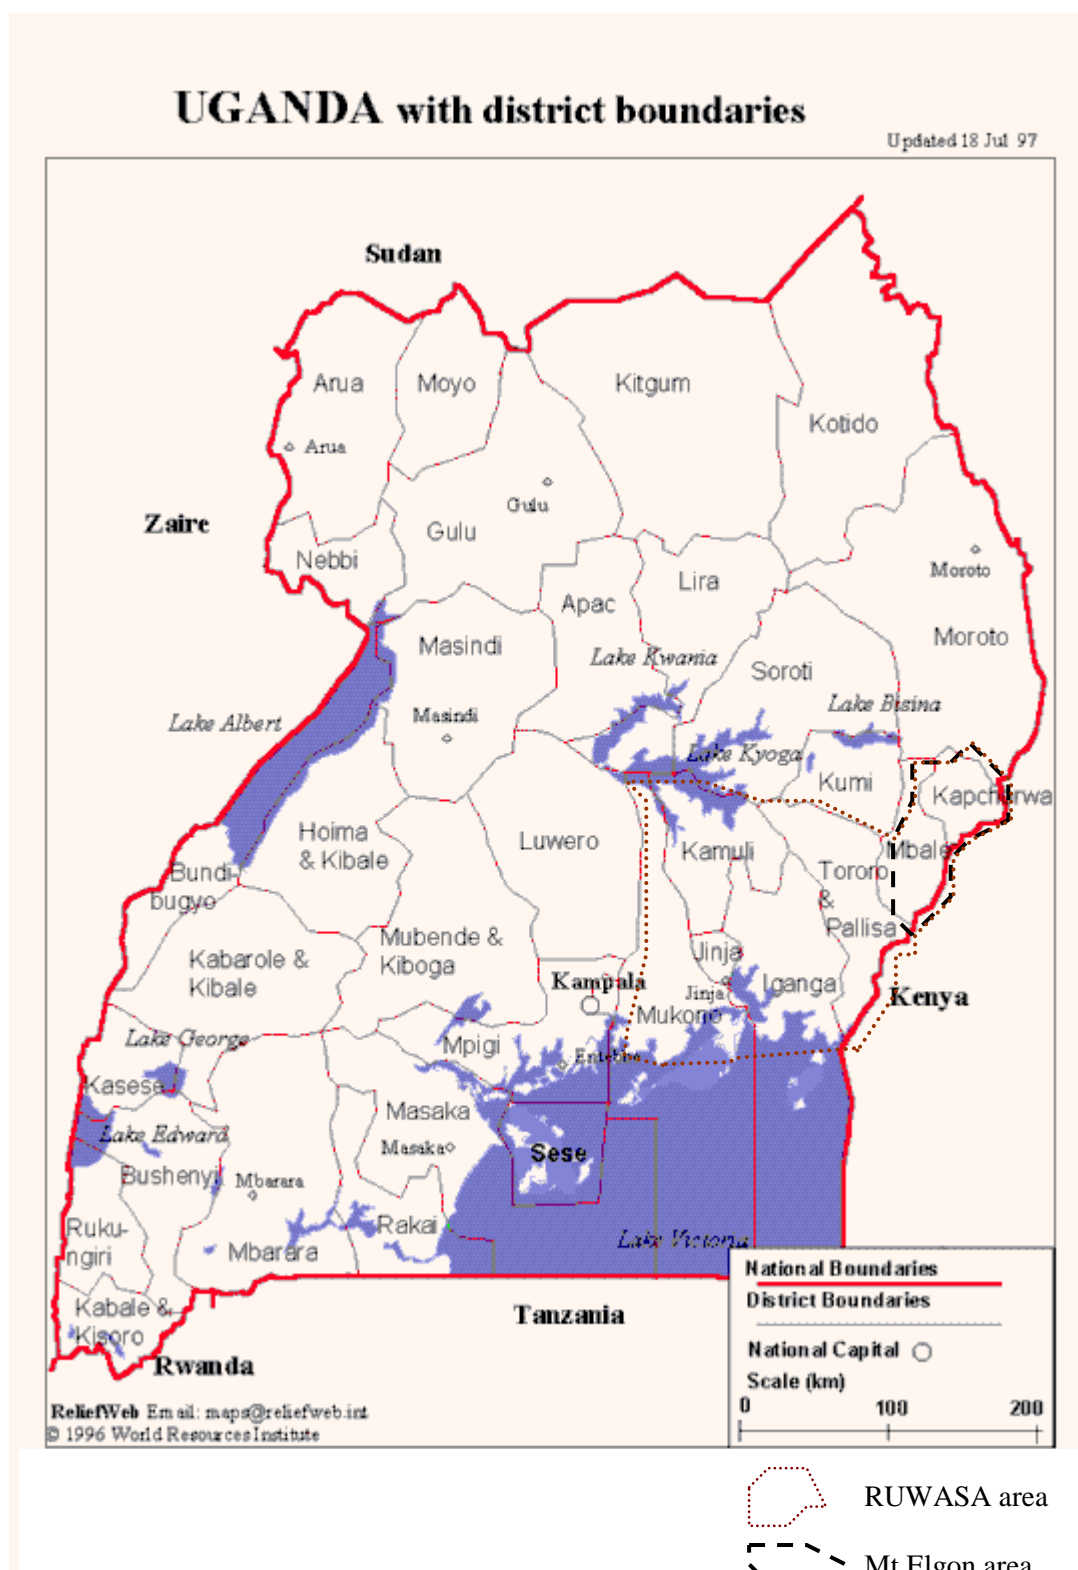 UGANDA with district boundaries
Updated 18 Jul 97
Sudan
Arua
Moyo
Kitgum
Kotido
Arua
Gulu
Zaire
Gulu
Nebbi
Moroto
Lira
Apac
Moroto
Masindi
Lake Kwania
Soroti
Lake Bisina
Lake Albert
Masindi
Lake Kyoga
Kumi
Kapchorwa
Hoima
& Kibale
Luwero
Kamuli
Mbale
Bundi-
bugyo
Tororo
&
Pallisa
Mubende &
Kiboga
Kabarole &
Kibale
Jinja
Kampala
Jinja
Iganga
Kenya
Mukono
Lake George
Mpigi
Entebbe
Kasese
Masaka
Lake Edward
Masaka
Sese
Bushenyi
Mbarara
Ruku-
ngiri
Rakai
Mbarara
Lake Victoria
Kabale &
Kisoro
Tanzania
Rwanda
National Boundaries
District Boundaries
National Capital
Scale (km)
0 100 200
ReliefWeb Email: maps@reliefweb.int
© 1996 World Resources Institute
RUWASA area
Mt Elgon area